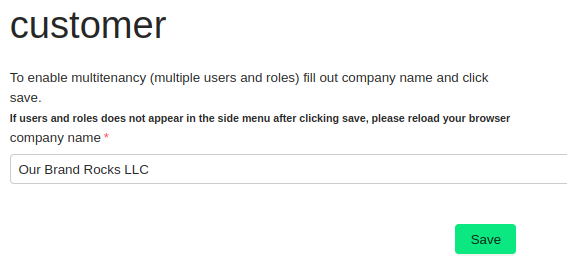 customer
To enable multitenancy (multiple users and roles) fill out company name and click
save.
If users and roles does not appear in the side menu after clicking save, please reload your browser
company name *
Our Brand Rocks LLC
Save